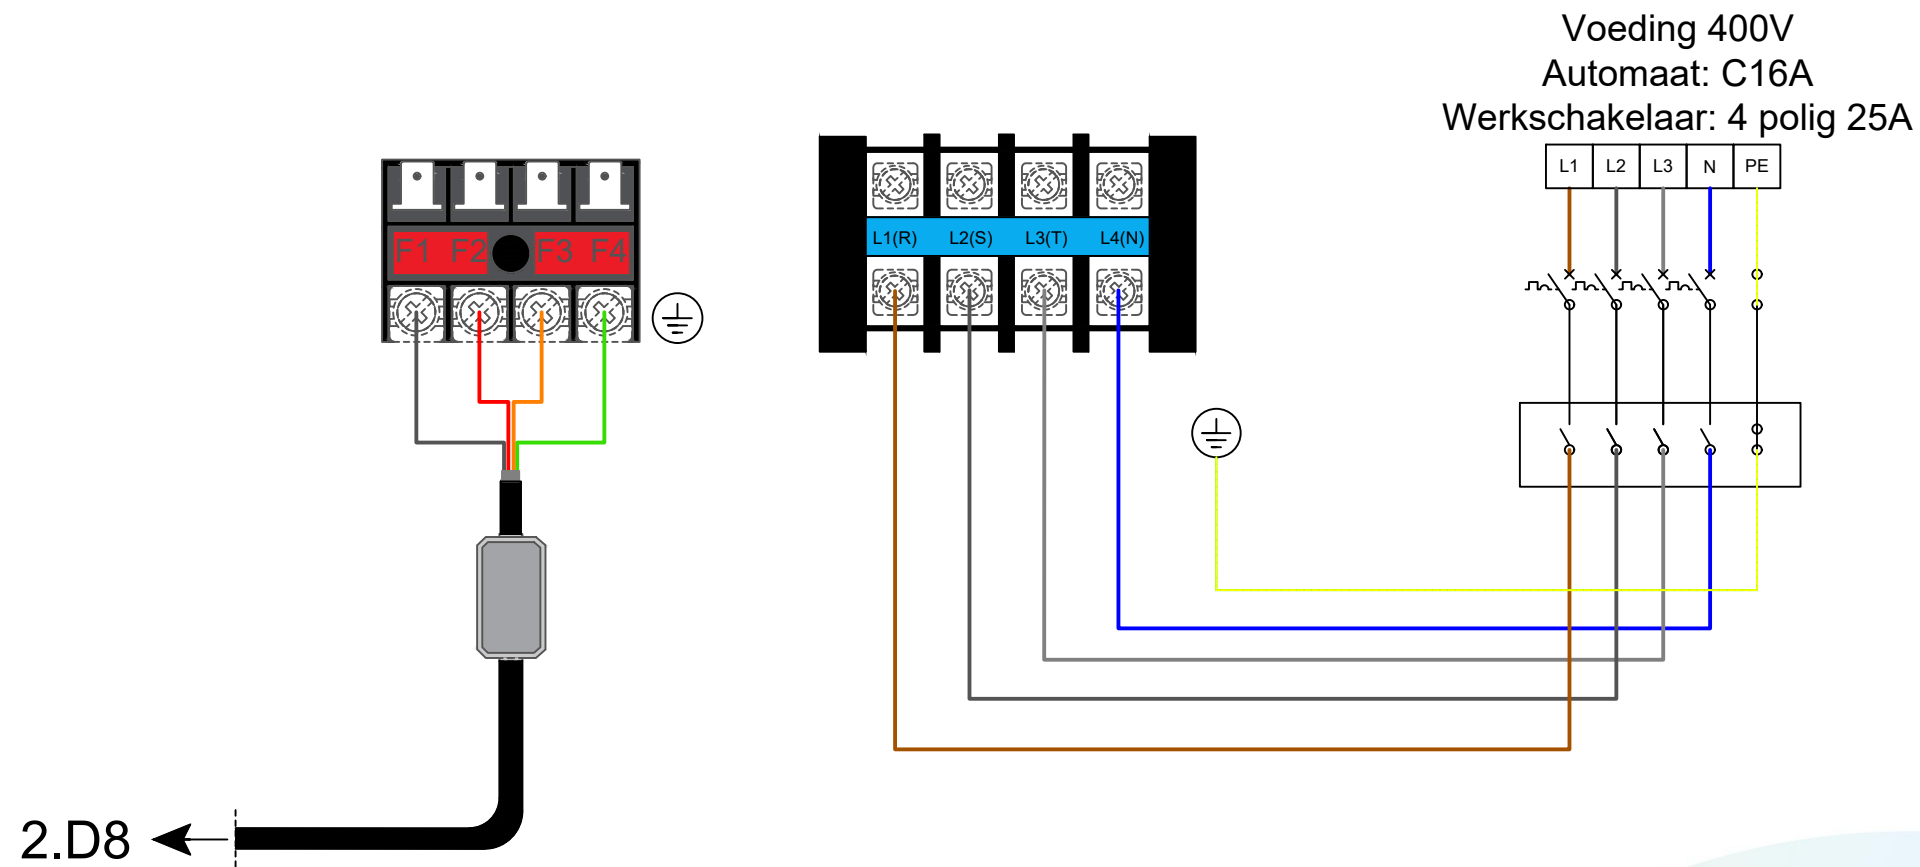 Voeding 400V
Automaat: C16A
Werkschakelaar: 4 polig 25A
L1 L2 L3 N PE
F1 F2 F3 F4
L1(R) L2(S) L3(T) L4(N)
2.D8